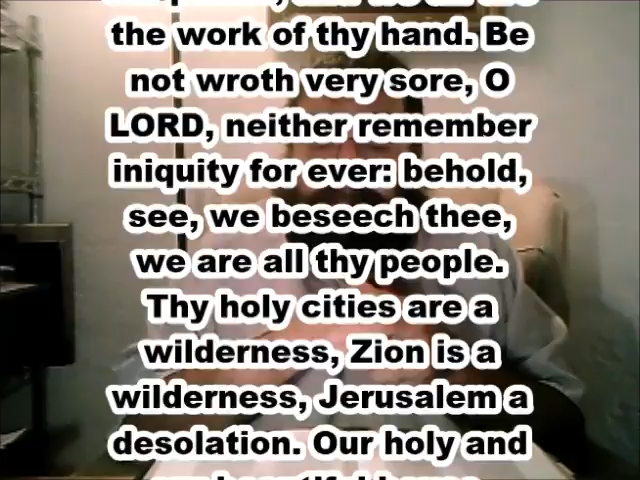 the work of thy hand. Be
not wroth very sore, O
LORD, neither remember
iniquity for ever: behold,
see, we beseech thee,
we are all thy people.
Thy holy cities are a
wilderness, Zion is a
wilderness, Jerusalem a
desolation. Our holy and